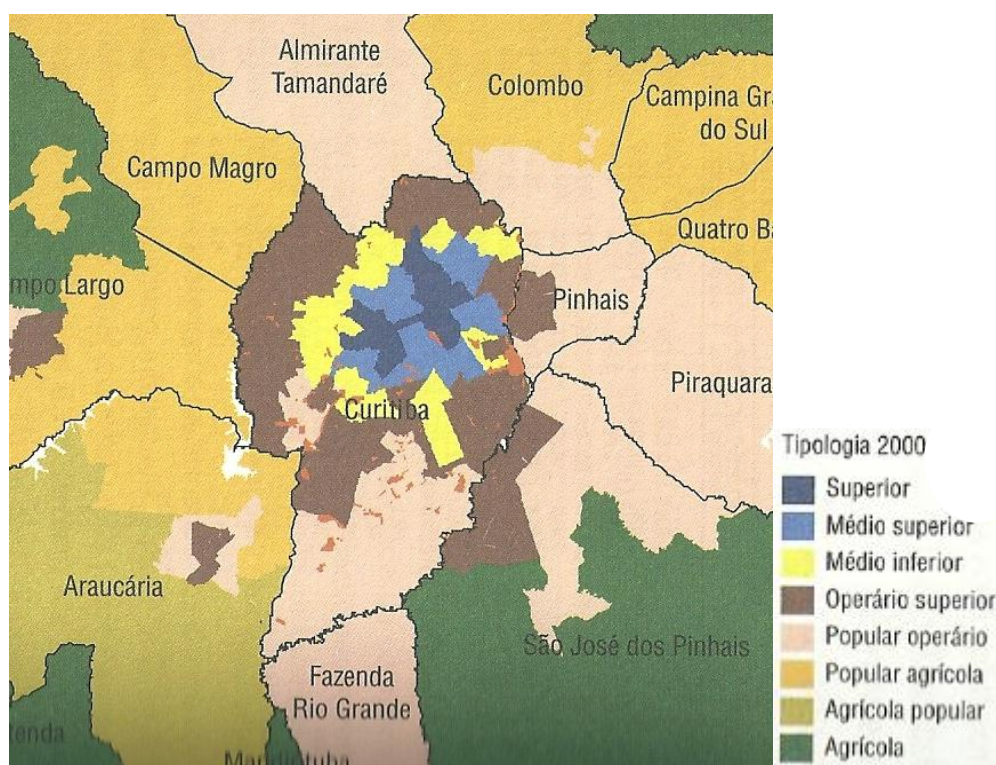 Almirante
Tamandaré
Colombo
Campina Gr
do Sul
Campo Magro
Quatro Ba
mpo Largo
Pinhais
Piraquara
Curitiba
Tipologia 2000
Superior
Médio superior
Médio inferior
Operário superior
Popular operário
Popular agrícola
Agrícola popular
Agrícola
Araucária
São José dos Pinhais
Fazenda
Rio Grande
enda